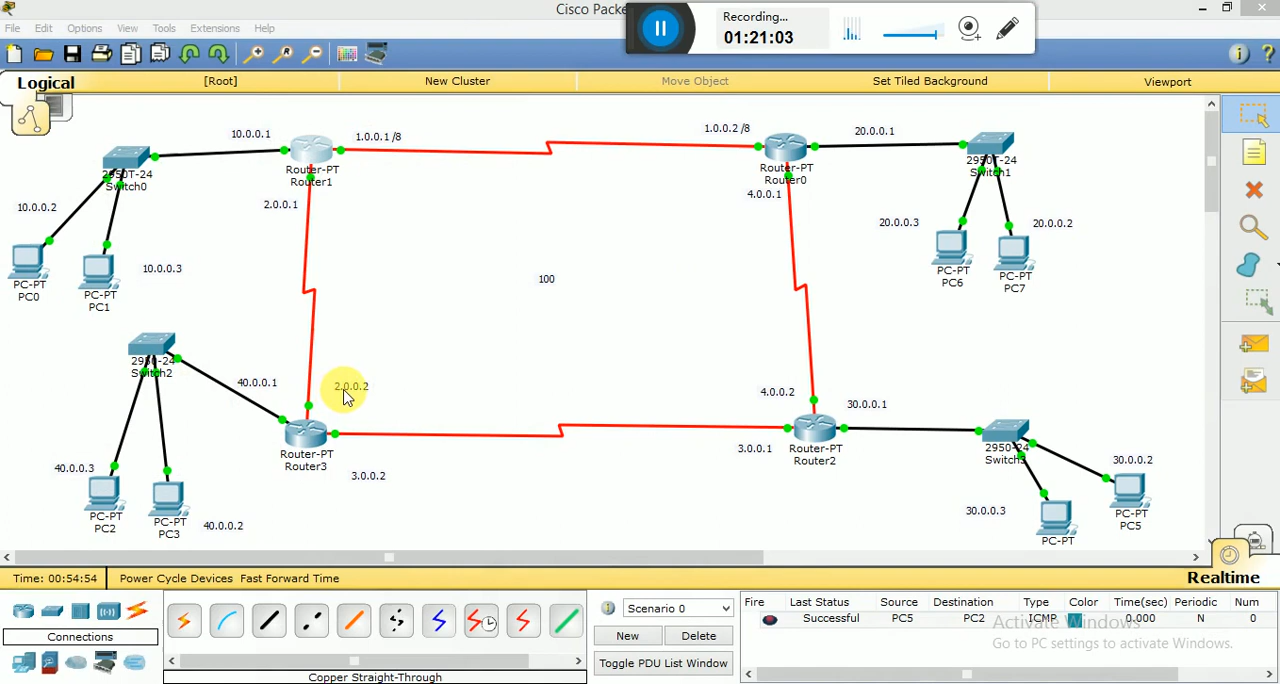 Cisco Packe
Recording...
01:21:03
File Edit Options View Tools Extensions Help
Logical
[Root]
New Cluster
Move Object
Set Tiled Background
Viewport
10.0.0.1
1.0.0.1 /8
1.0.0.2 /8
20.0.0.1
2950T-24
Switch0
Router-PT
Router1
Router-PT
Router0
2950T-24
Switch1
10.0.0.2
2.0.0.1
4.0.0.1
20.0.0.3
20.0.0.2
10.0.0.3
PC-PT
PC0
PC-PT
PC1
100
PC-PT
PC6
PC-PT
PC7
2950-24
Switch2
40.0.0.1
2.0.0.2
4.0.0.2
30.0.0.1
Router-PT
Router3
Router-PT
Router2
3.0.0.1
2950-24
Switch3
40.0.0.3
3.0.0.2
30.0.0.2
PC-PT
PC2
PC-PT
PC3
40.0.0.2
30.0.0.3
PC-PT
PC5
PC-PT
Time: 00:54:54
Power Cycle Devices Fast Forward Time
Realtime
Connections
Copper Straight-Through
Scenario 0
New
Delete
Toggle PDU List Window
Fire Last Status Source Destination Type Color Time(sec) Periodic Num
Successful PC5 PC2 ICMP 0.000 N 0
Activate Windows
Go to PC settings to activate Windows.